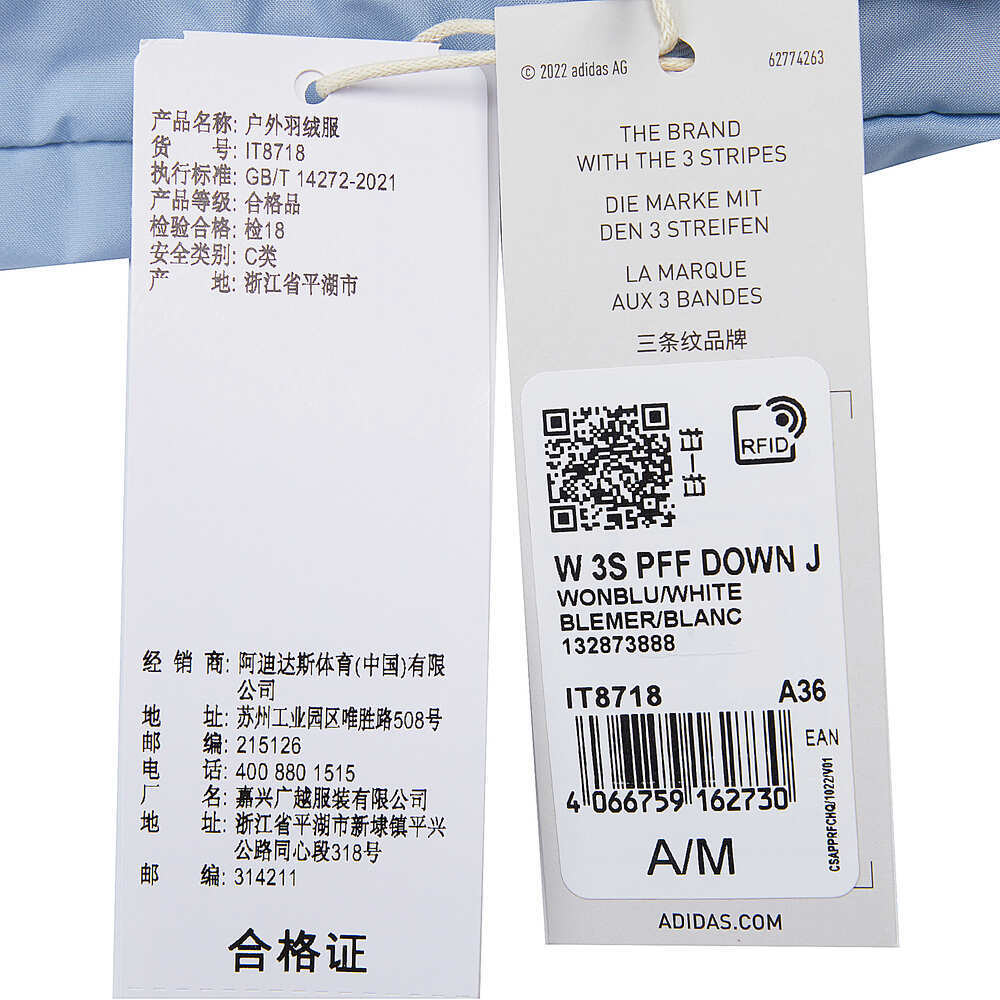 产品名称: 户外羽绒服
货 号: IT8718
执行标准: GB/T 14272-2021
产品等级: 合格品
检验合格: 检18
安全类别: C类
产 地: 浙江省平湖市
经 销 商: 阿迪达斯体育(中国)有限
公司
地 址: 苏州工业园区唯胜路508号
邮 编: 215126
电 话: 400 880 1515
厂 名: 嘉兴广越服装有限公司
地 址: 浙江省平湖市新埭镇平兴
公路同心段318号
邮 编: 314211
合格证
© 2022 adidas AG
62774263
THE BRAND
WITH THE 3 STRIPES
DIE MARKE MIT
DEN 3 STREIFEN
LA MARQUE
AUX 3 BANDES
三条纹品牌
扫一扫
RFID
W 3S PFF DOWN J
WONBLU/WHITE
BLEMER/BLANC
132873888
IT8718 A36
EAN
4 066759 162730
CSAPPRFCHQ/1022/V01
A/M
ADIDAS.COM